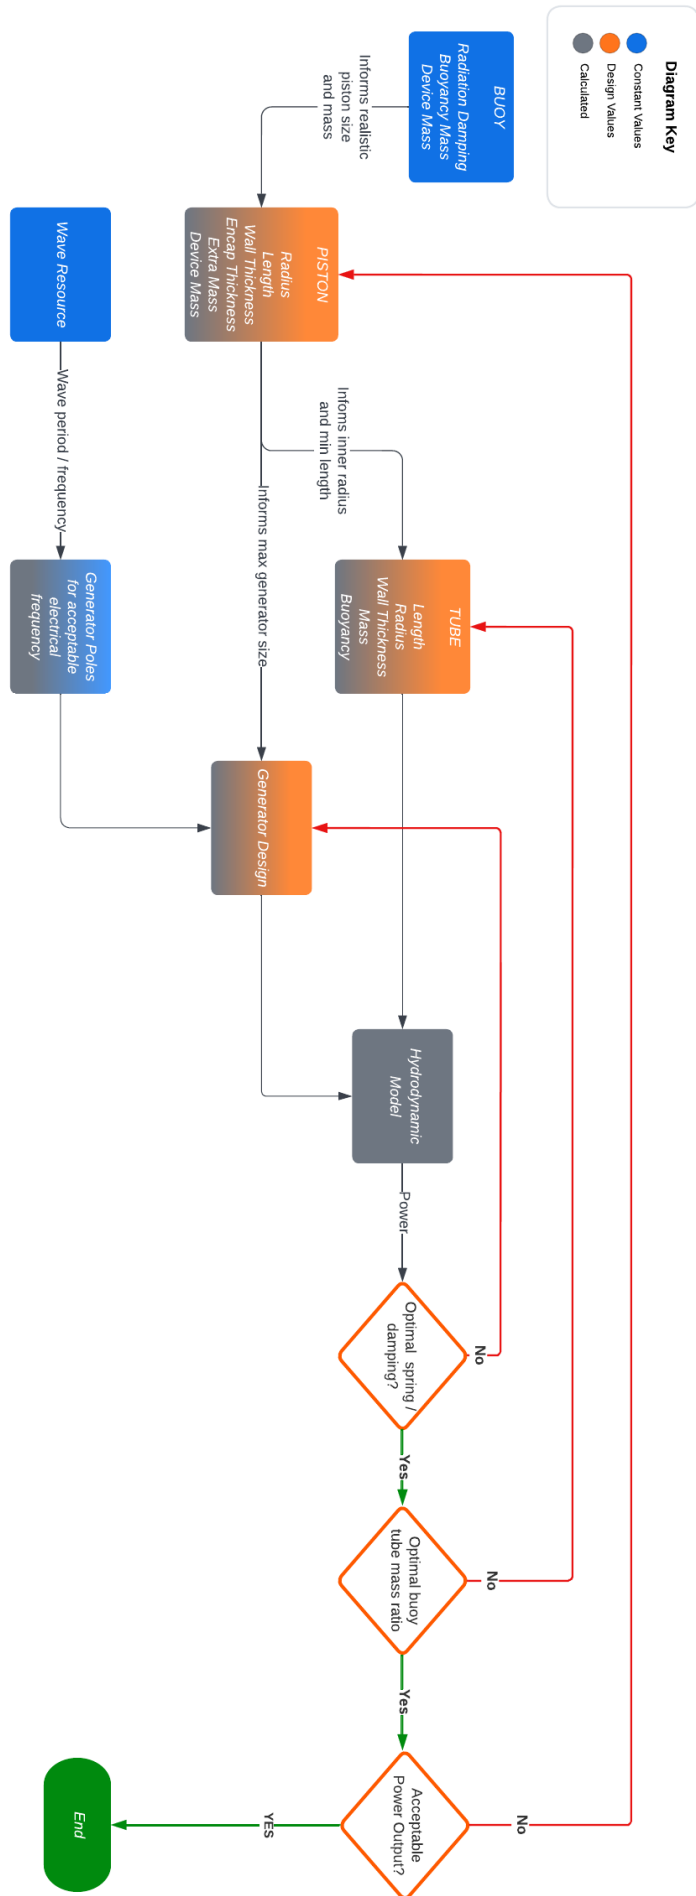 Diagram Key
Constant Values
Design Values
Calculated
BUOY
Radiation Damping
Buoyancy Mass
Device Mass
Informs realistic
piston size
and mass
PISTON
Radius
Length
Wall Thickness
Encap Thickness
Extra Mass
Device Mass
Wave Resource
Wave period / frequency
Infoms inner radius
and min length
Informs max generator size
TUBE
Length
Radius
Wall Thickness
Mass
Buoyancy
Generator Poles
for acceptable
electrical
frequency
Generator Design
Hydrodynamic
Model
Power
Optimal spring /
damping?
No
Yes
Optimal buoy
tube mass ratio
No
Yes
Acceptable
Power Output?
No
YES
End